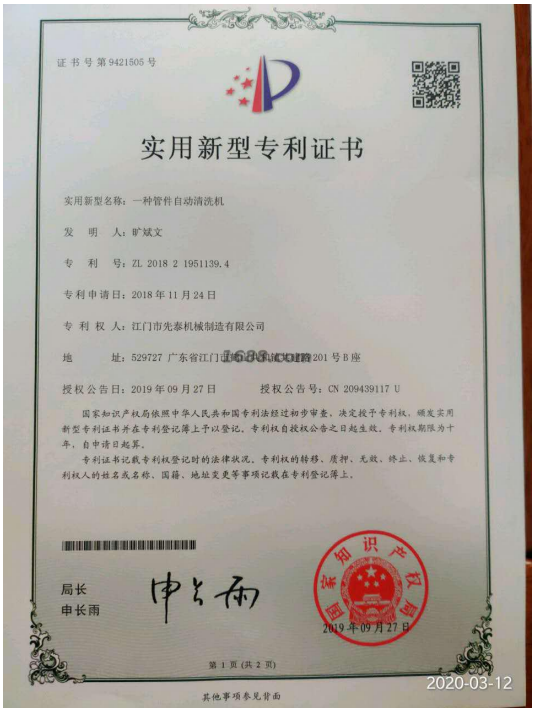 证书号第9421505号
实用新型专利证书
实用新型名称：一种管件自动清洗机
发明人：旷斌文
专利号：ZL 2018 2 1951139.4
专利申请日：2018年11月24日
专利权人：江门市先泰机械制造有限公司
地址：529727 广东省江门市 201号B座
1688.com
授权公告日：2019年09月27日 授权公告号：CN 209439117 U
国家知识产权局依照中华人民共和国专利法经过初步审查，决定授予专利权，颁发实用
新型专利证书并在专利登记簿上予以登记。专利权自授权公告之日起生效。专利权期限为十
年，自申请日起算。
专利证书记载专利权登记时的法律状况。专利权的转移、质押、无效、终止、恢复和专
利权人的姓名或名称、国籍、地址变更等事项记载在专利登记簿上。
局长
申长雨
申长雨
国家知识产权局
2019年09月27日
第1页(共2页)
2020-03-12
其他事项参见背面